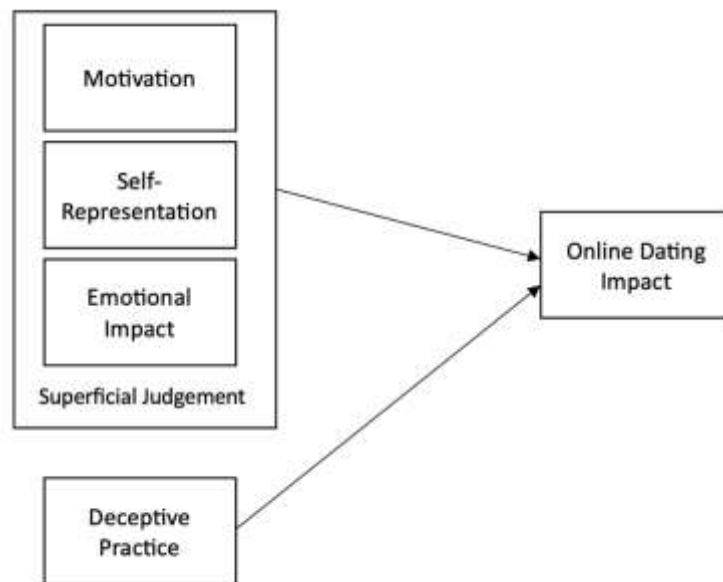 Motivation
Self-
Representation
Emotional
Impact
Superficial Judgement
Online Dating
Impact
Deceptive
Practice